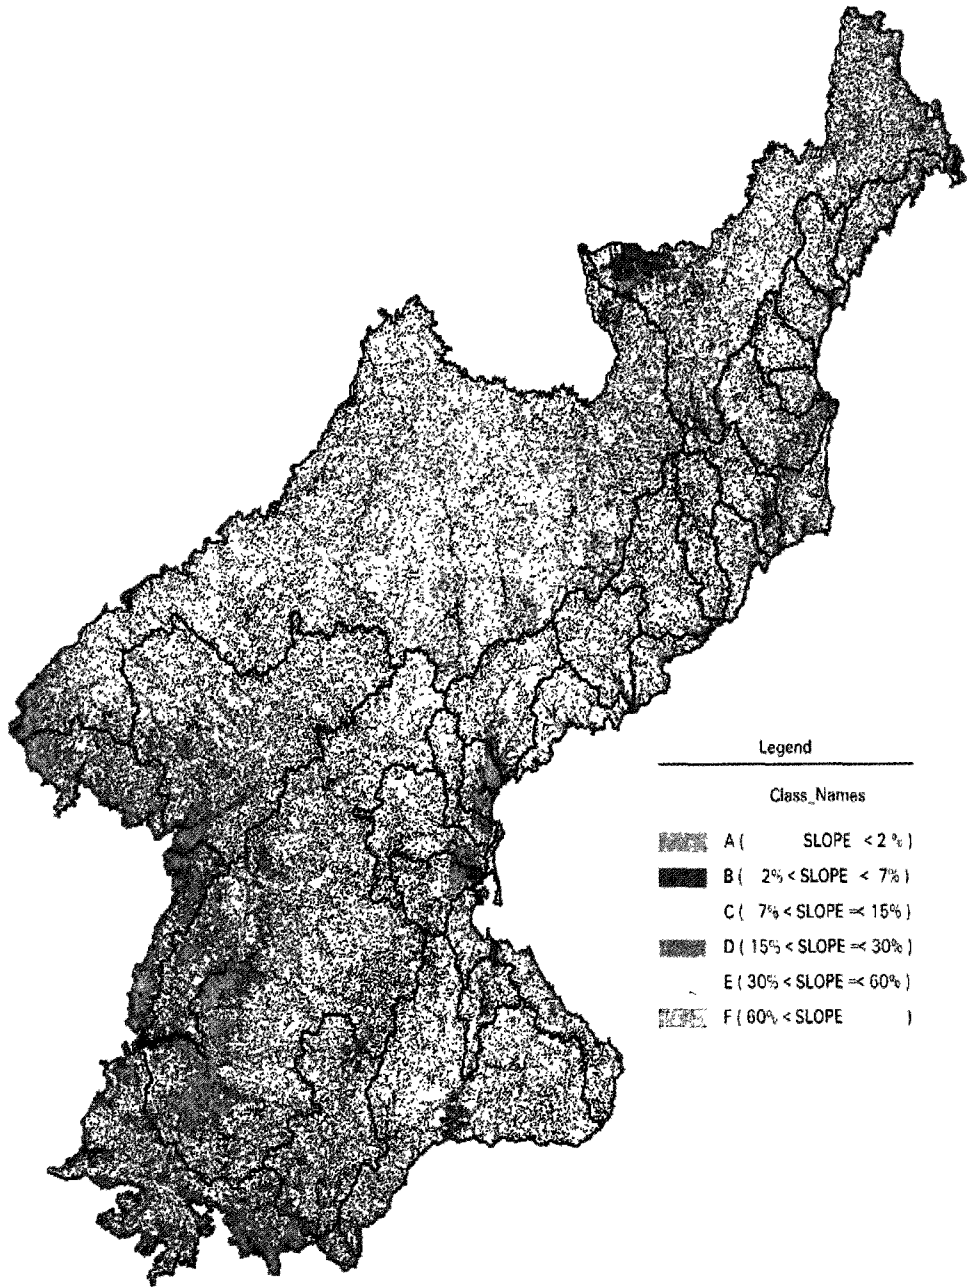 Legend
Class_Names
A ( SLOPE < 2 % )
B ( 2% < SLOPE < 7% )
C ( 7% < SLOPE =< 15% )
D ( 15% < SLOPE =< 30% )
E ( 30% < SLOPE =< 60% )
F ( 60% < SLOPE )